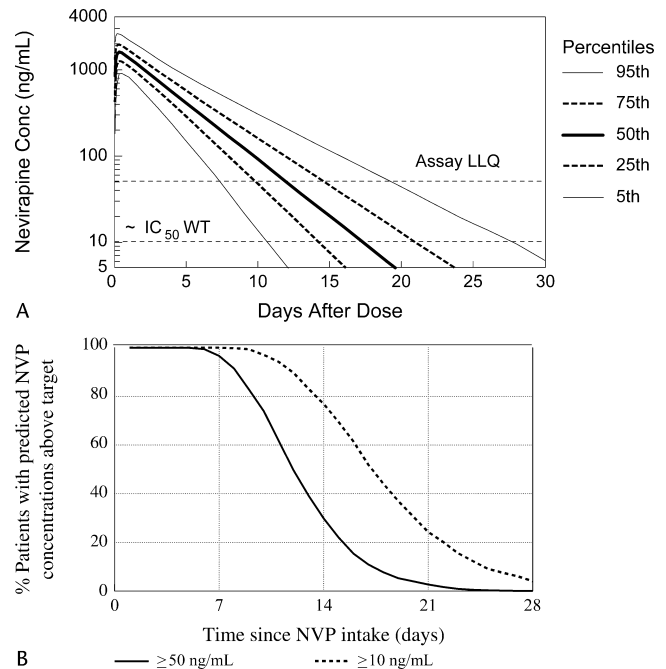 Nevirapine Conc (ng/mL)
4000
1000
100
10
5
Assay LLQ
~ IC50 WT
0 5 10 15 20 25 30
Days After Dose
A
Percentiles
95th
75th
50th
25th
5th
% Patients with predicted NVP
concentrations above target
100
80
60
40
20
0
0 7 14 21 28
Time since NVP intake (days)
B
≥50 ng/mL ≥10 ng/mL